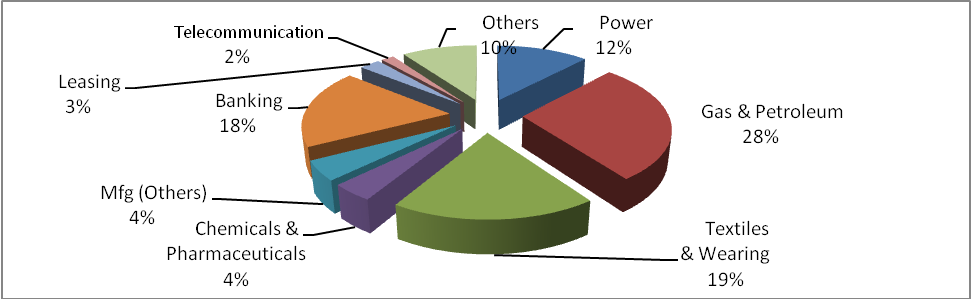 Others
10%
Power
12%
Gas & Petroleum
28%
Textiles
& Wearing
19%
Chemicals &
Pharmaceuticals
4%
Mfg (Others)
4%
Banking
18%
Leasing
3%
Telecommunication
2%